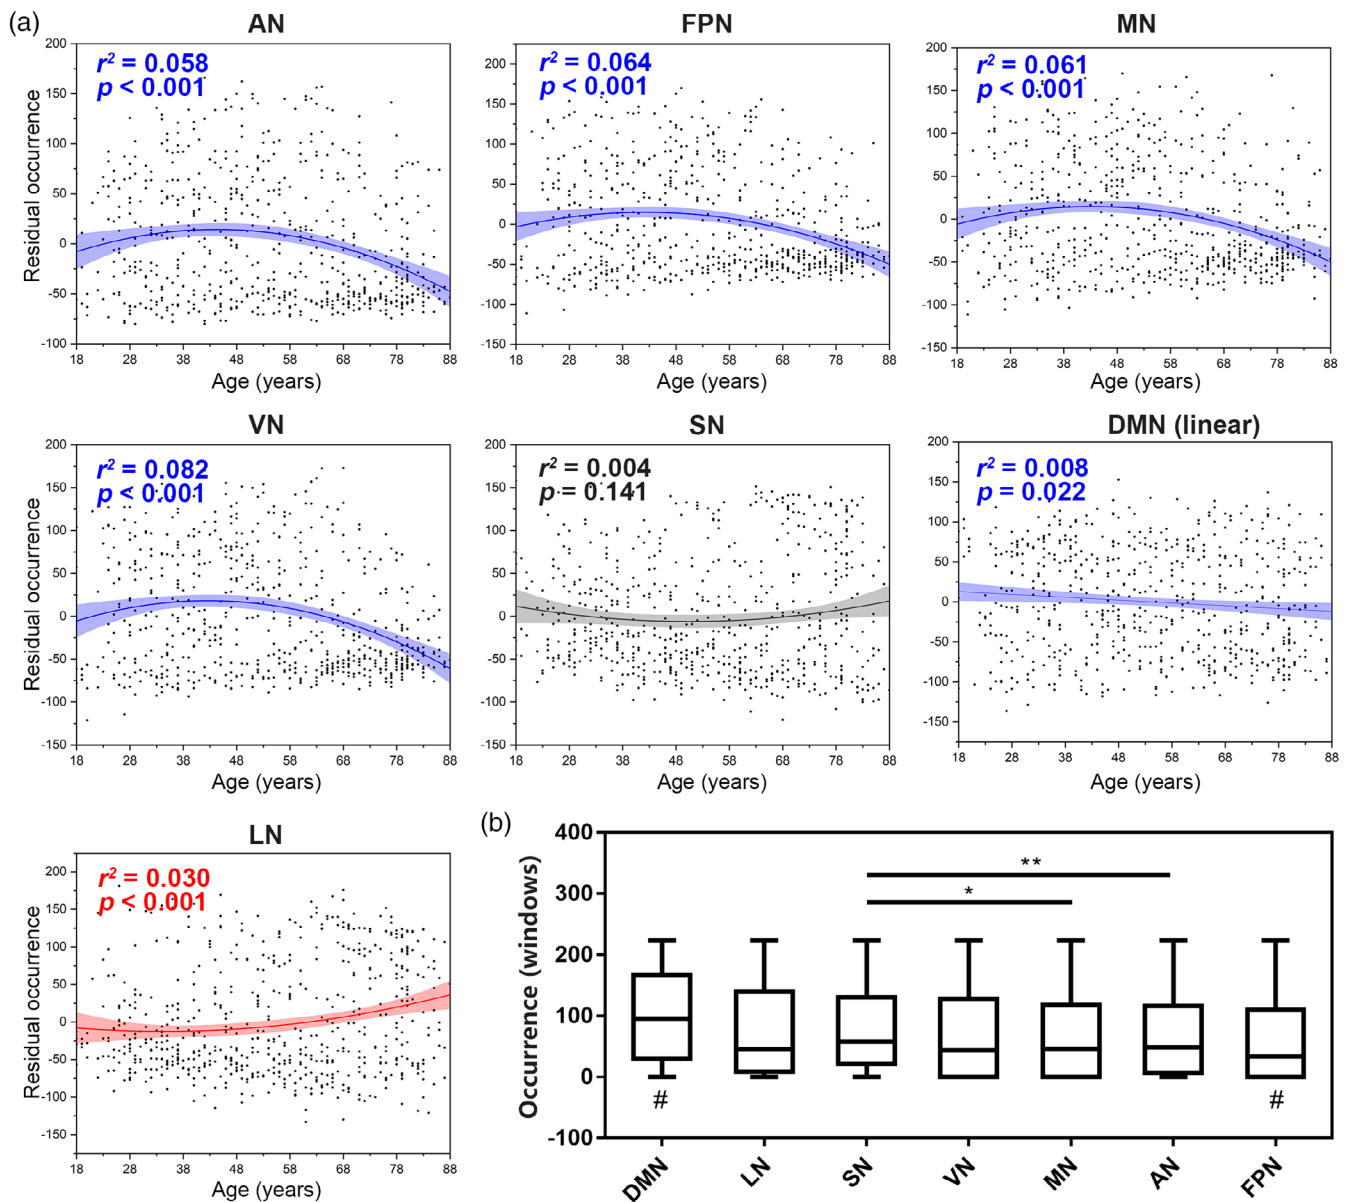 (a)
AN
r² = 0.058
p < 0.001
Residual occurrence
200
150
100
50
0
-50
-100
18 28 38 48 58 68 78 88
Age (years)
FPN
r² = 0.064
p < 0.001
200
150
100
50
0
-50
-100
-150
18 28 38 48 58 68 78 88
Age (years)
MN
r² = 0.061
p < 0.001
200
150
100
50
0
-50
-100
-150
18 28 38 48 58 68 78 88
Age (years)
VN
r² = 0.082
p < 0.001
Residual occurrence
200
150
100
50
0
-50
-100
-150
18 28 38 48 58 68 78 88
Age (years)
SN
r² = 0.004
p = 0.141
200
150
100
50
0
-50
-100
-150
18 28 38 48 58 68 78 88
Age (years)
DMN (linear)
r² = 0.008
p = 0.022
200
150
100
50
0
-50
-100
-150
18 28 38 48 58 68 78 88
Age (years)
LN
r² = 0.030
p < 0.001
Residual occurrence
200
150
100
50
0
-50
-100
-150
18 28 38 48 58 68 78 88
Age (years)
(b)
Occurrence (windows)
400
300
200
100
0
-100
**
*
# #
DMN LN SN VN MN AN FPN